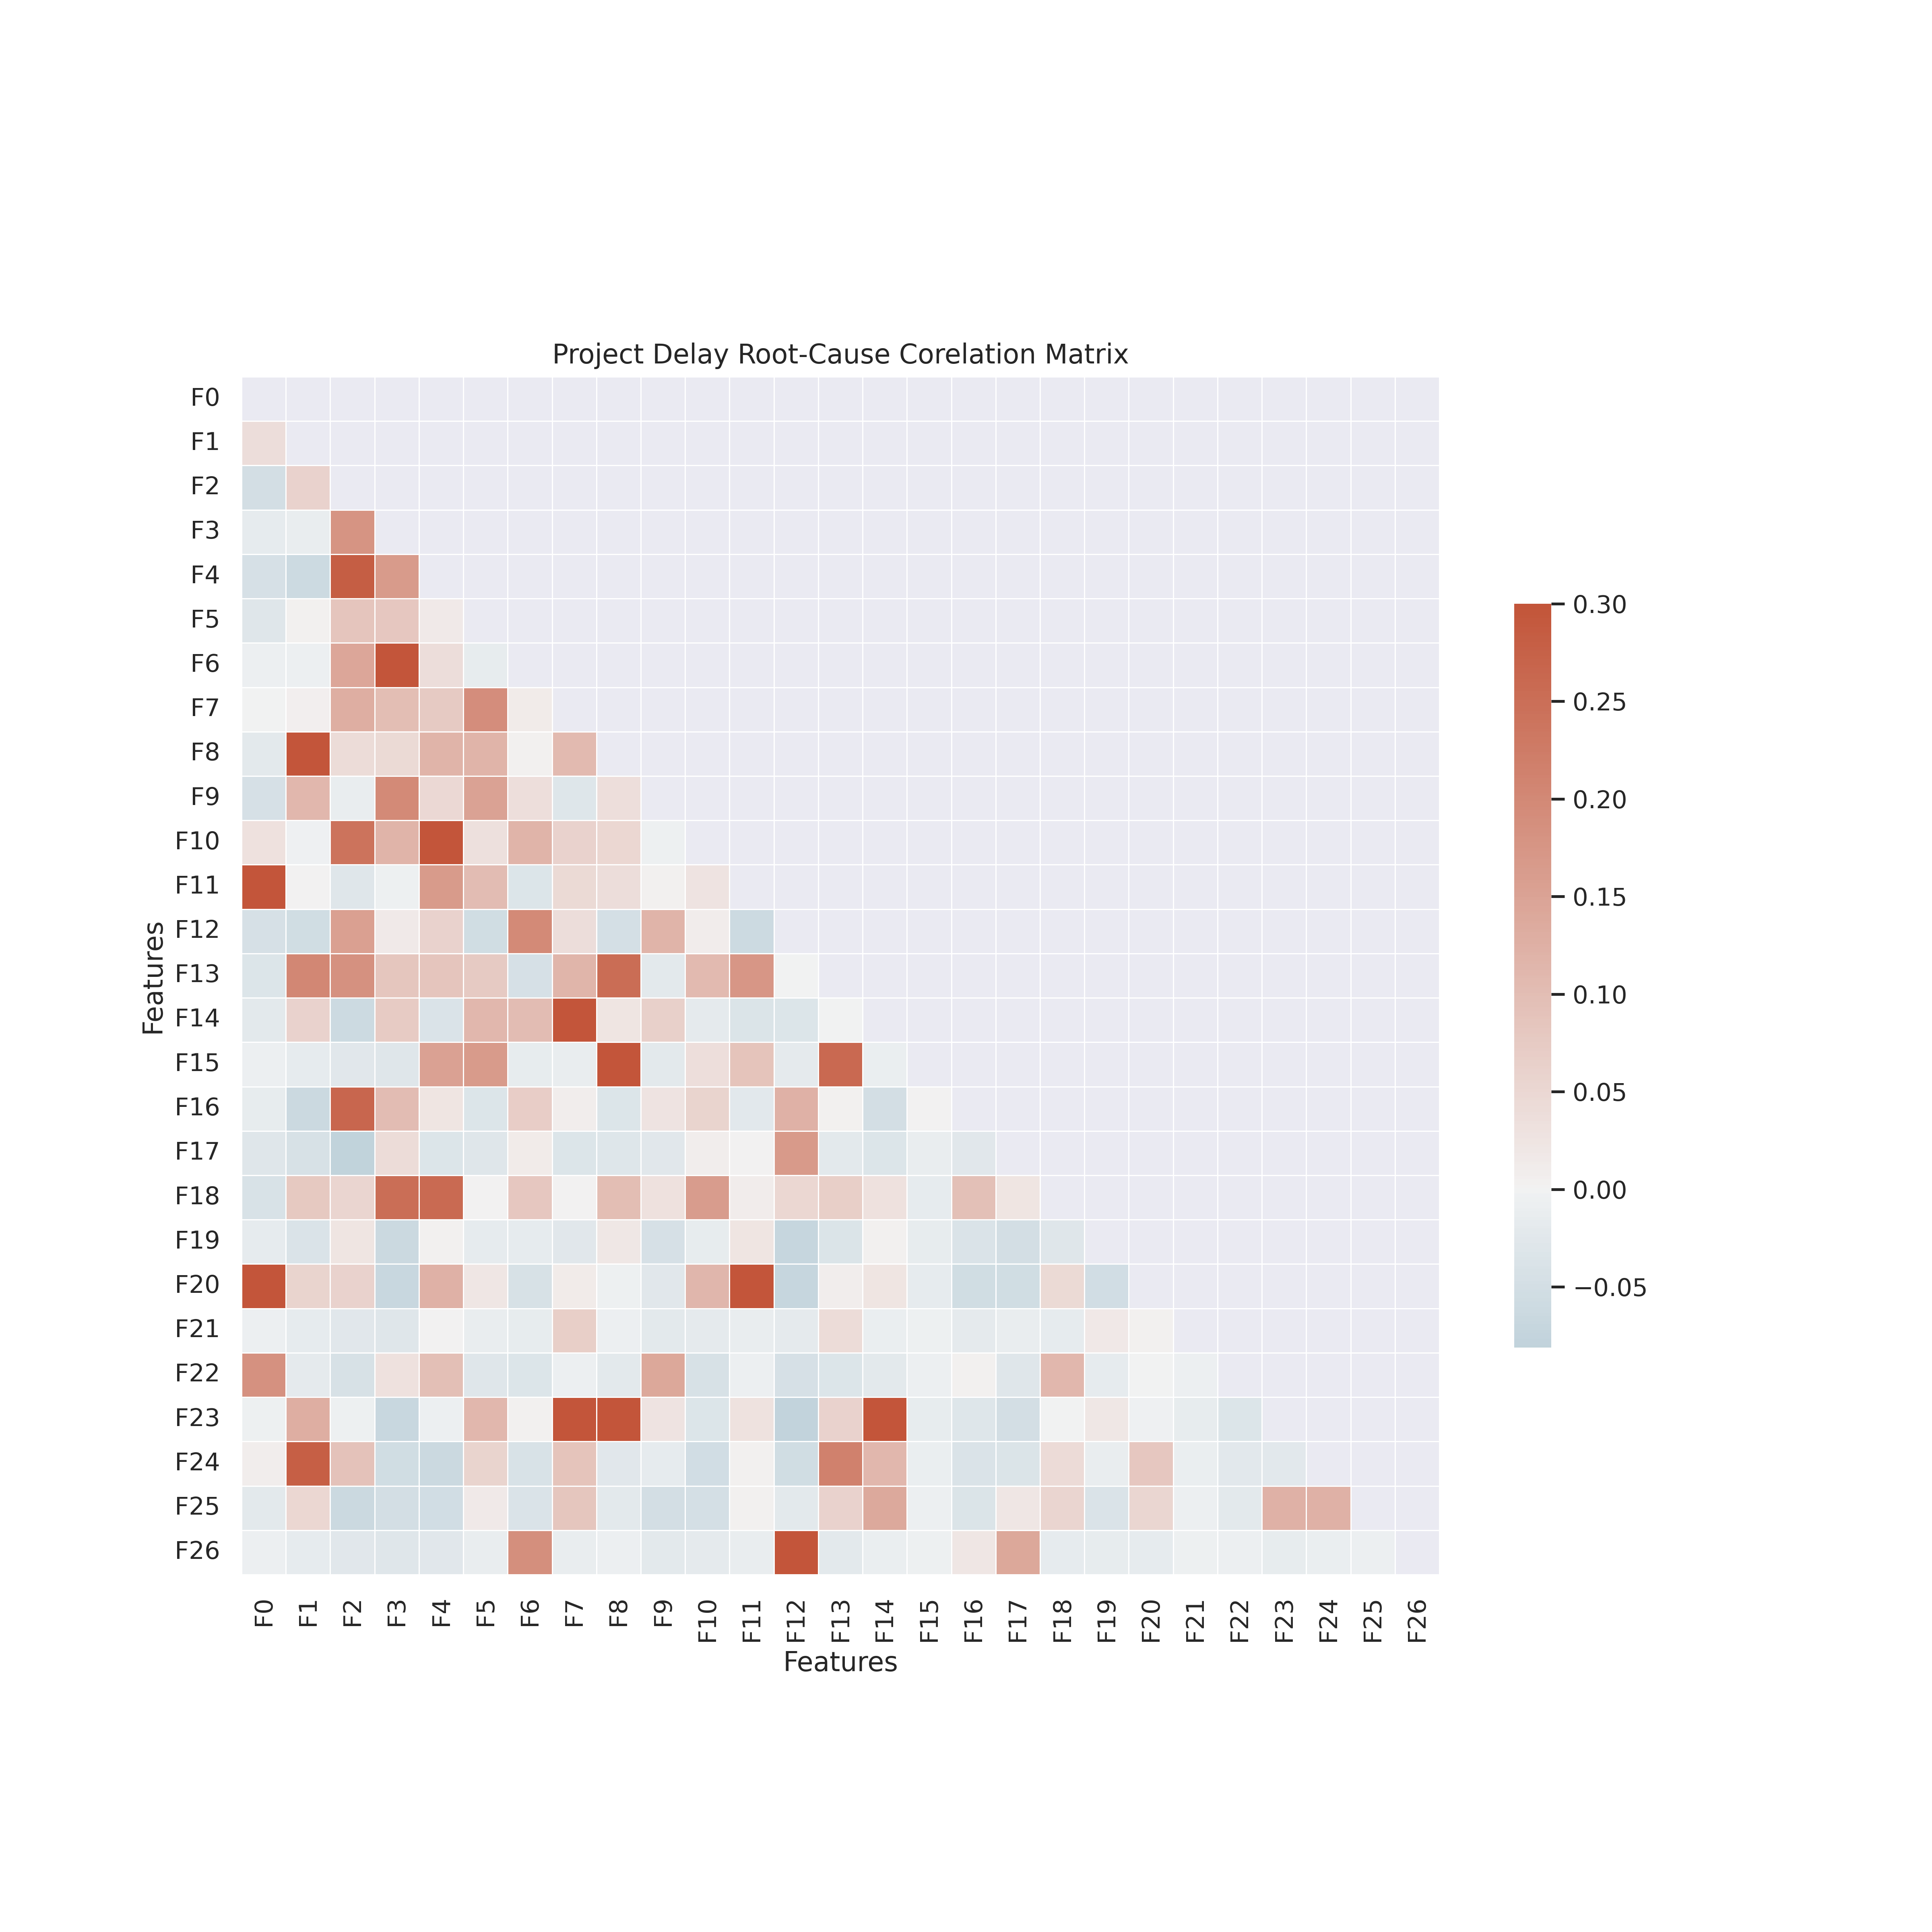 Project Delay Root-Cause Corelation Matrix
Features
F0
F1
F2
F3
F4
F5
F6
F7
F8
F9
F10
F11
F12
F13
F14
F15
F16
F17
F18
F19
F20
F21
F22
F23
F24
F25
F26
F0 F1 F2 F3 F4 F5 F6 F7 F8 F9 F10 F11 F12 F13 F14 F15 F16 F17 F18 F19 F20 F21 F22 F23 F24 F25 F26
Features
0.30
0.25
0.20
0.15
0.10
0.05
0.00
−0.05